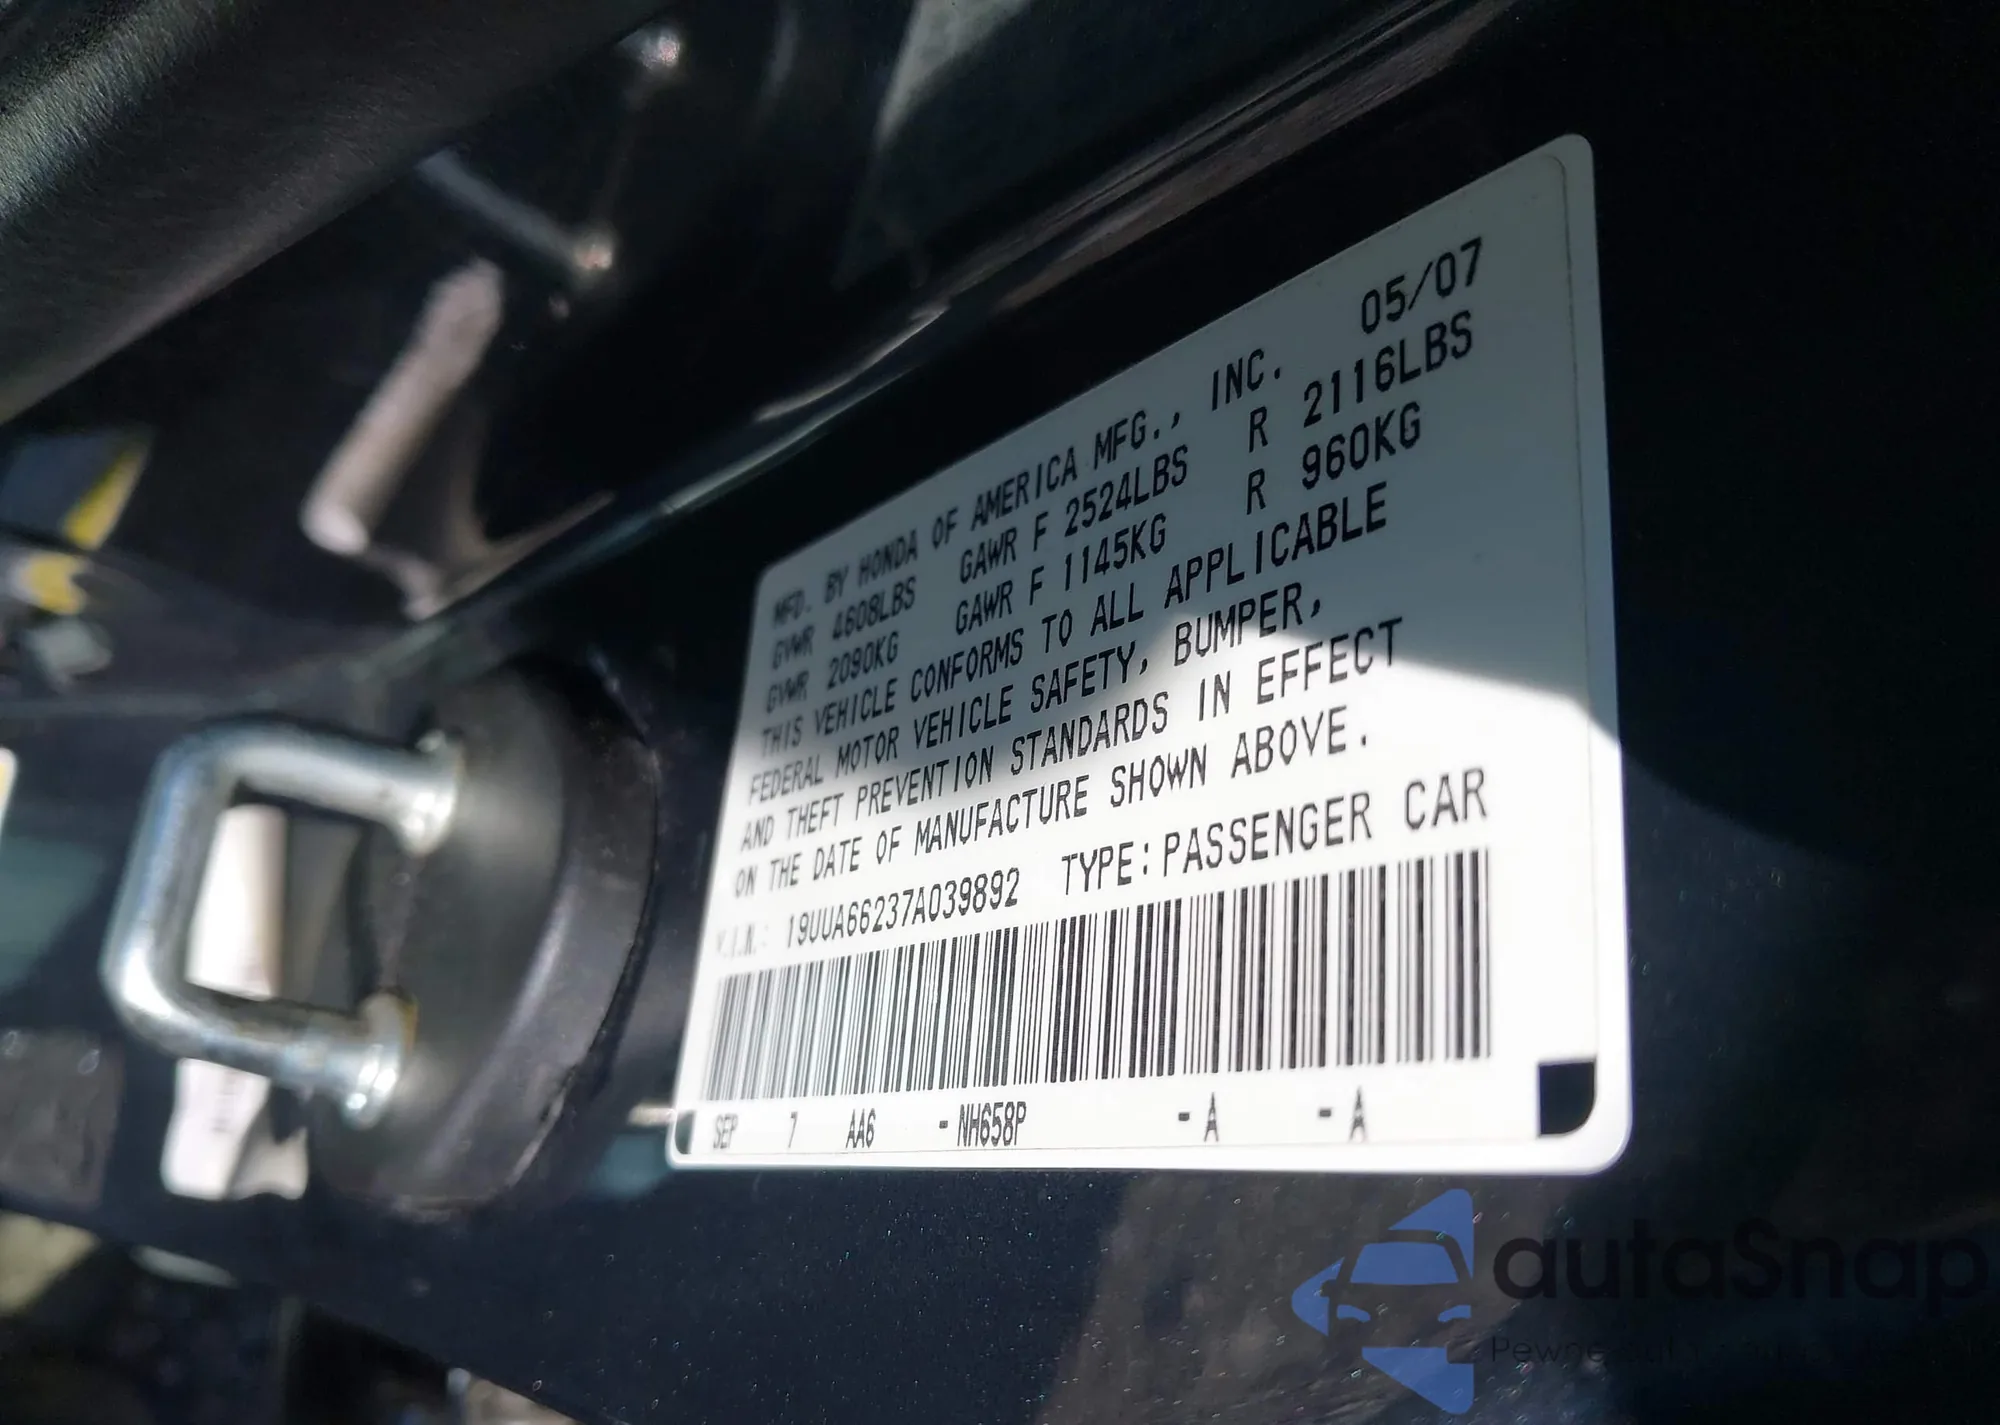 MFD. BY HONDA OF AMERICA MFG., INC. 05/07
GVWR 4608LBS GAWR F 2524LBS R 2116LBS
GVWR 2090KG GAWR F 1145KG R 960KG
THIS VEHICLE CONFORMS TO ALL APPLICABLE
FEDERAL MOTOR VEHICLE SAFETY, BUMPER,
AND THEFT PREVENTION STANDARDS IN EFFECT
ON THE DATE OF MANUFACTURE SHOWN ABOVE.
V.I.N.: 19UUA66237A039892 TYPE:PASSENGER CAR
SEP 7 AA6 -NH658P -A -A
autaSnap
Pewne